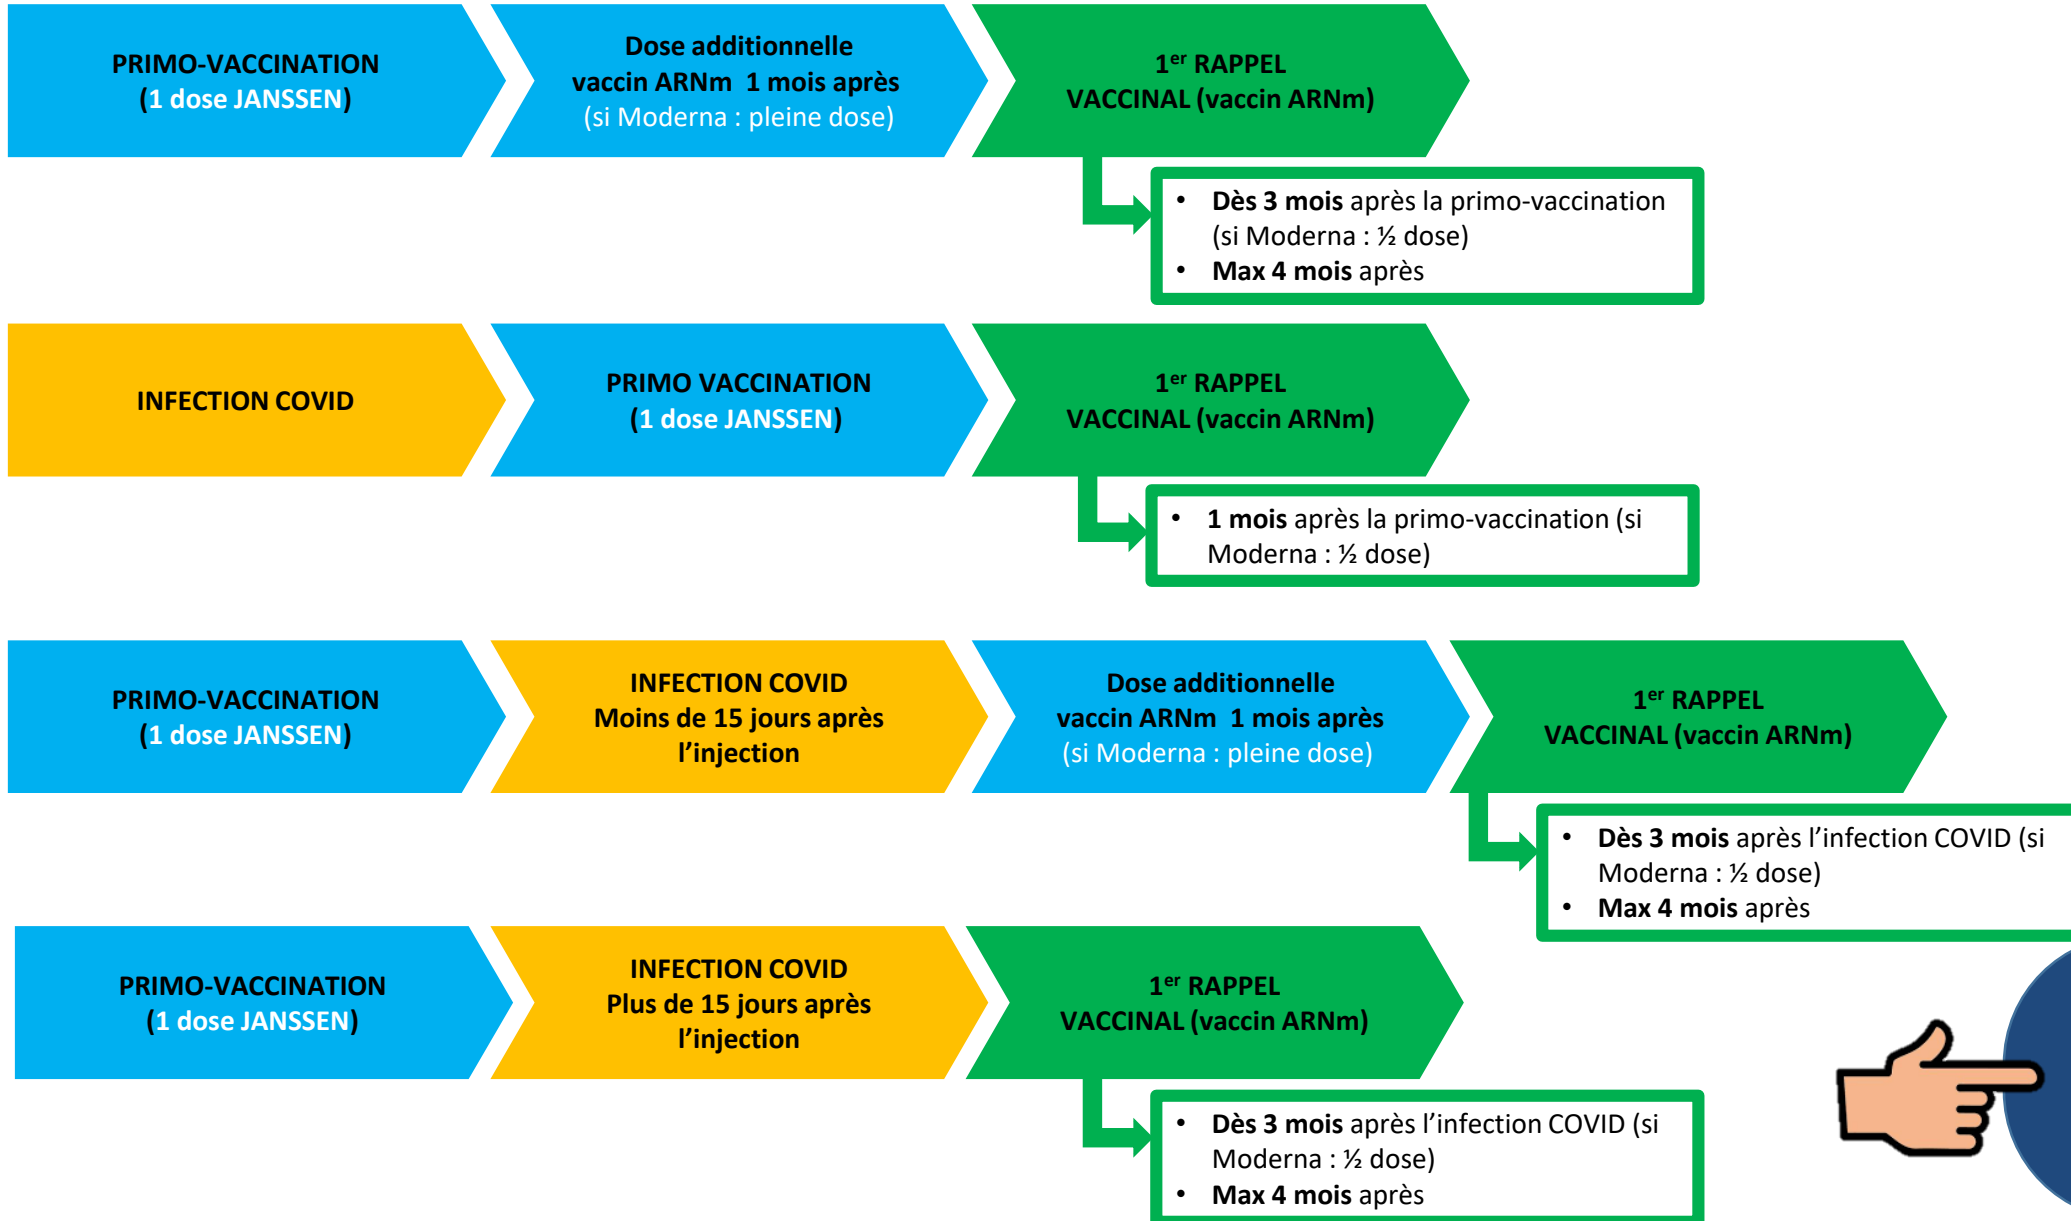 PRIMO-VACCINATION
(1 dose JANSSEN)
Dose additionnelle
vaccin ARNm 1 mois après
(si Moderna : pleine dose)
1er RAPPEL
VACCINAL (vaccin ARNm)
• Dès 3 mois après la primo-vaccination
(si Moderna : ½ dose)
• Max 4 mois après
INFECTION COVID
PRIMO VACCINATION
(1 dose JANSSEN)
1er RAPPEL
VACCINAL (vaccin ARNm)
• 1 mois après la primo-vaccination (si
Moderna : ½ dose)
PRIMO-VACCINATION
(1 dose JANSSEN)
INFECTION COVID
Moins de 15 jours après
l’injection
Dose additionnelle
vaccin ARNm 1 mois après
(si Moderna : pleine dose)
1er RAPPEL
VACCINAL (vaccin ARNm)
• Dès 3 mois après l’infection COVID (si
Moderna : ½ dose)
• Max 4 mois après
PRIMO-VACCINATION
(1 dose JANSSEN)
INFECTION COVID
Plus de 15 jours après
l’injection
1er RAPPEL
VACCINAL (vaccin ARNm)
• Dès 3 mois après l’infection COVID (si
Moderna : ½ dose)
• Max 4 mois après